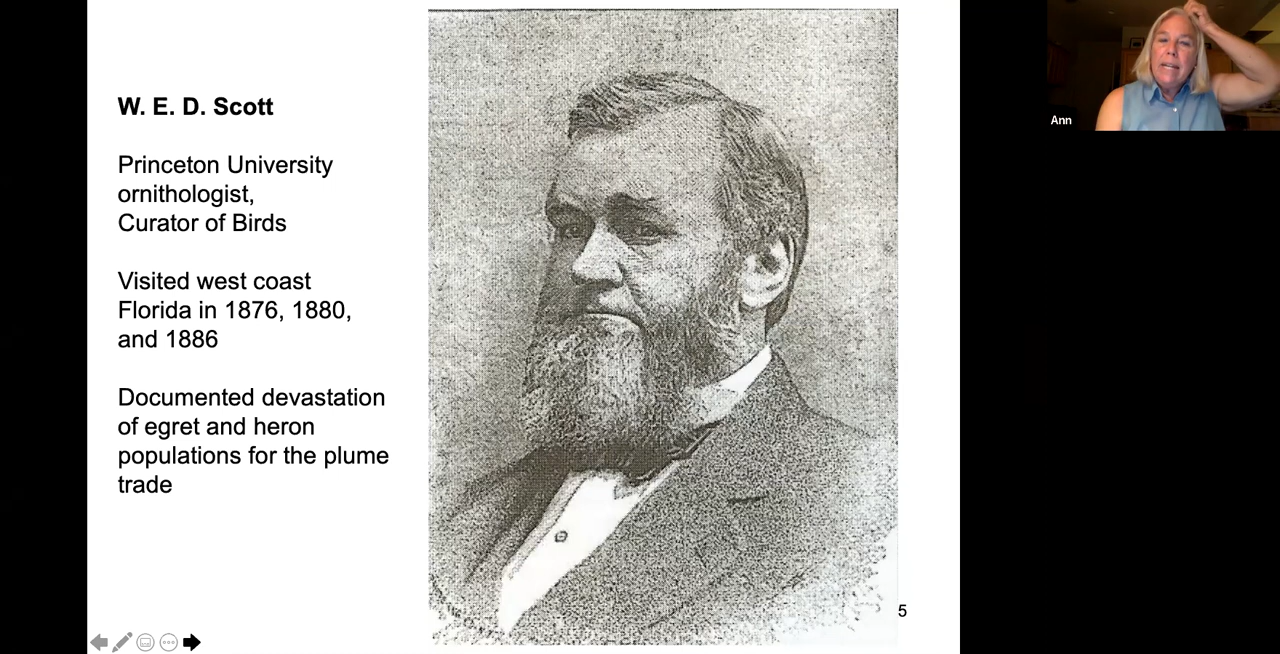 W. E. D. Scott
Princeton University
ornithologist,
Curator of Birds
Visited west coast
Florida in 1876, 1880,
and 1886
Documented devastation
of egret and heron
populations for the plume
trade
5
Ann